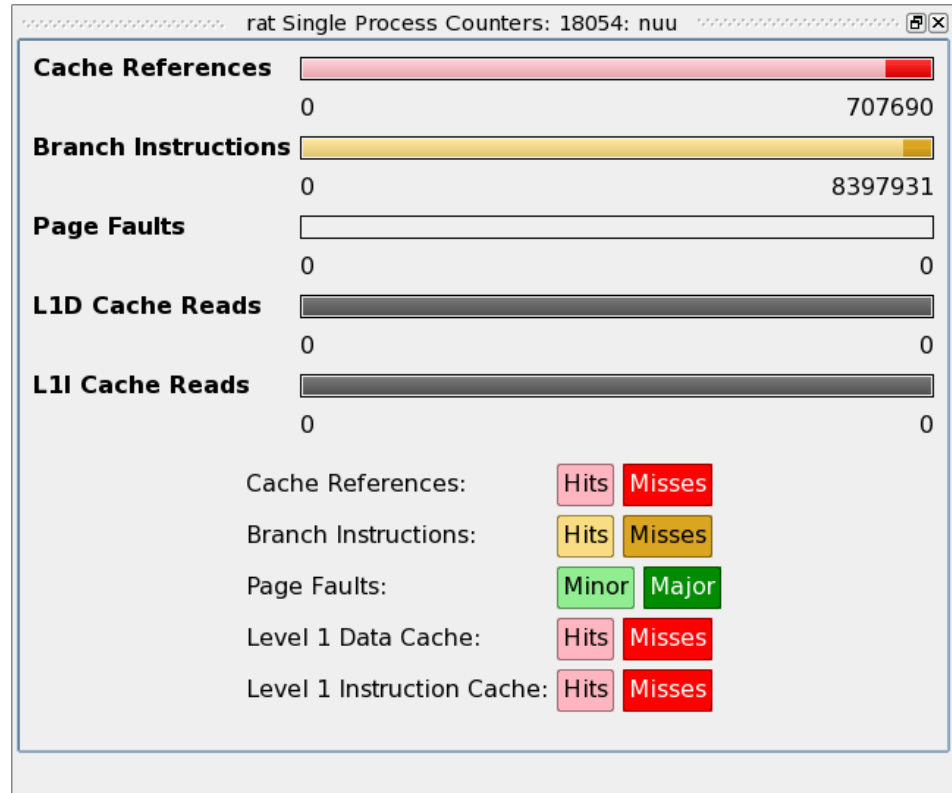 rat Single Process Counters: 18054: nuu
Cache References
0 707690
Branch Instructions
0 8397931
Page Faults
0 0
L1D Cache Reads
0 0
L1I Cache Reads
0 0
Cache References: Hits Misses
Branch Instructions: Hits Misses
Page Faults: Minor Major
Level 1 Data Cache: Hits Misses
Level 1 Instruction Cache: Hits Misses